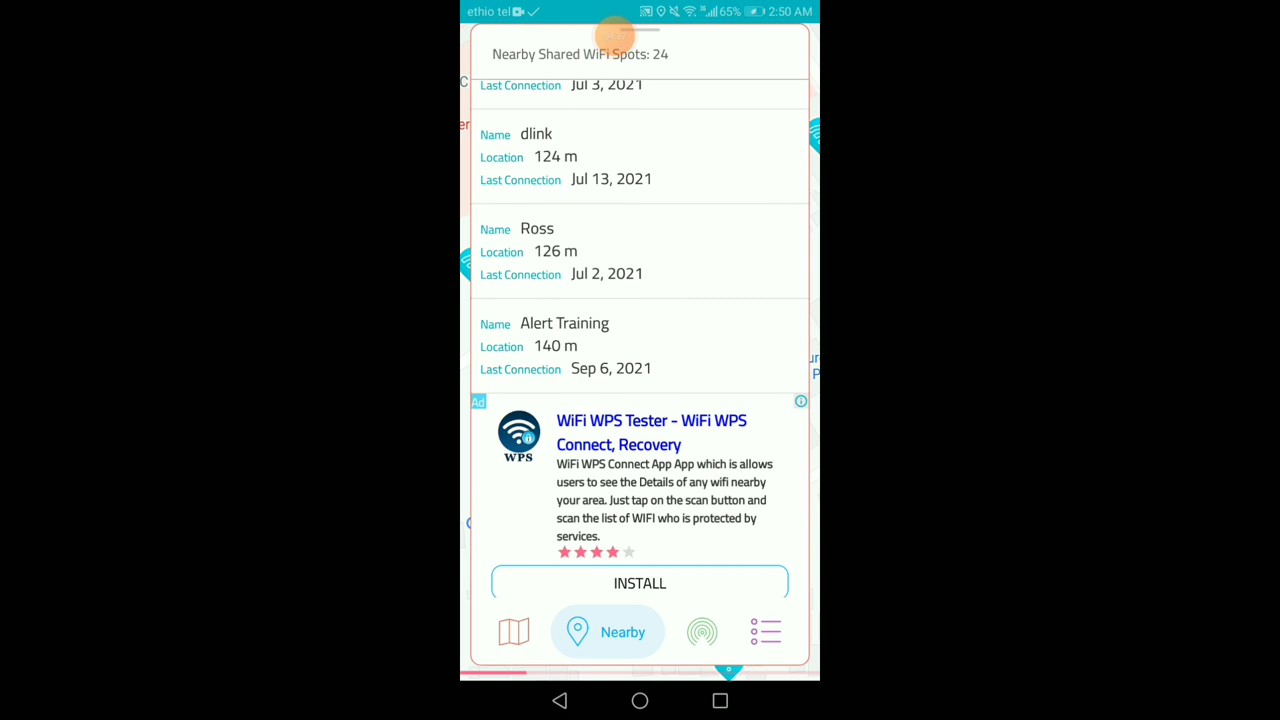 ethio tel
65% 2:50 AM
Nearby Shared WiFi Spots: 24
Last Connection Jul 3, 2021
Name dlink
Location 124 m
Last Connection Jul 13, 2021
Name Ross
Location 126 m
Last Connection Jul 2, 2021
Name Alert Training
Location 140 m
Last Connection Sep 6, 2021
Ad
WiFi WPS Tester - WiFi WPS
Connect, Recovery
WPS
WiFi WPS Connect App App which is allows
users to see the Details of any wifi nearby
your area. Just tap on the scan button and
scan the list of WIFI who is protected by
services.
INSTALL
Nearby